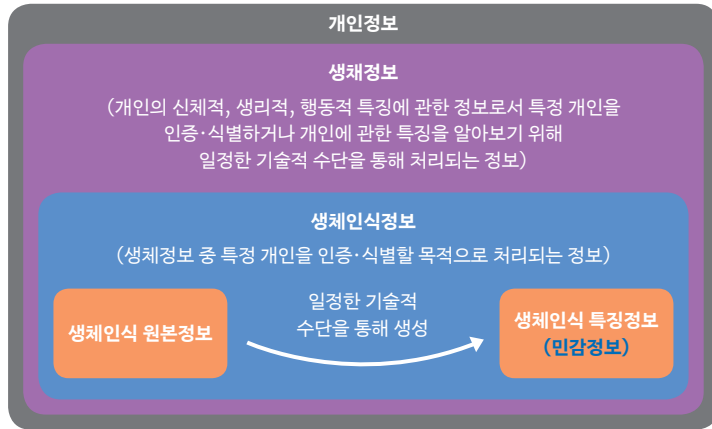 개인정보
생채정보
(개인의 신체적, 생리적, 행동적 특징에 관한 정보로서 특정 개인을
인증·식별하거나 개인에 관한 특징을 알아보기 위해
일정한 기술적 수단을 통해 처리되는 정보)
생체인식정보
(생체정보 중 특정 개인을 인증·식별할 목적으로 처리되는 정보)
생체인식 원본정보
일정한 기술적
수단을 통해 생성
생체인식 특징정보
(민감정보)